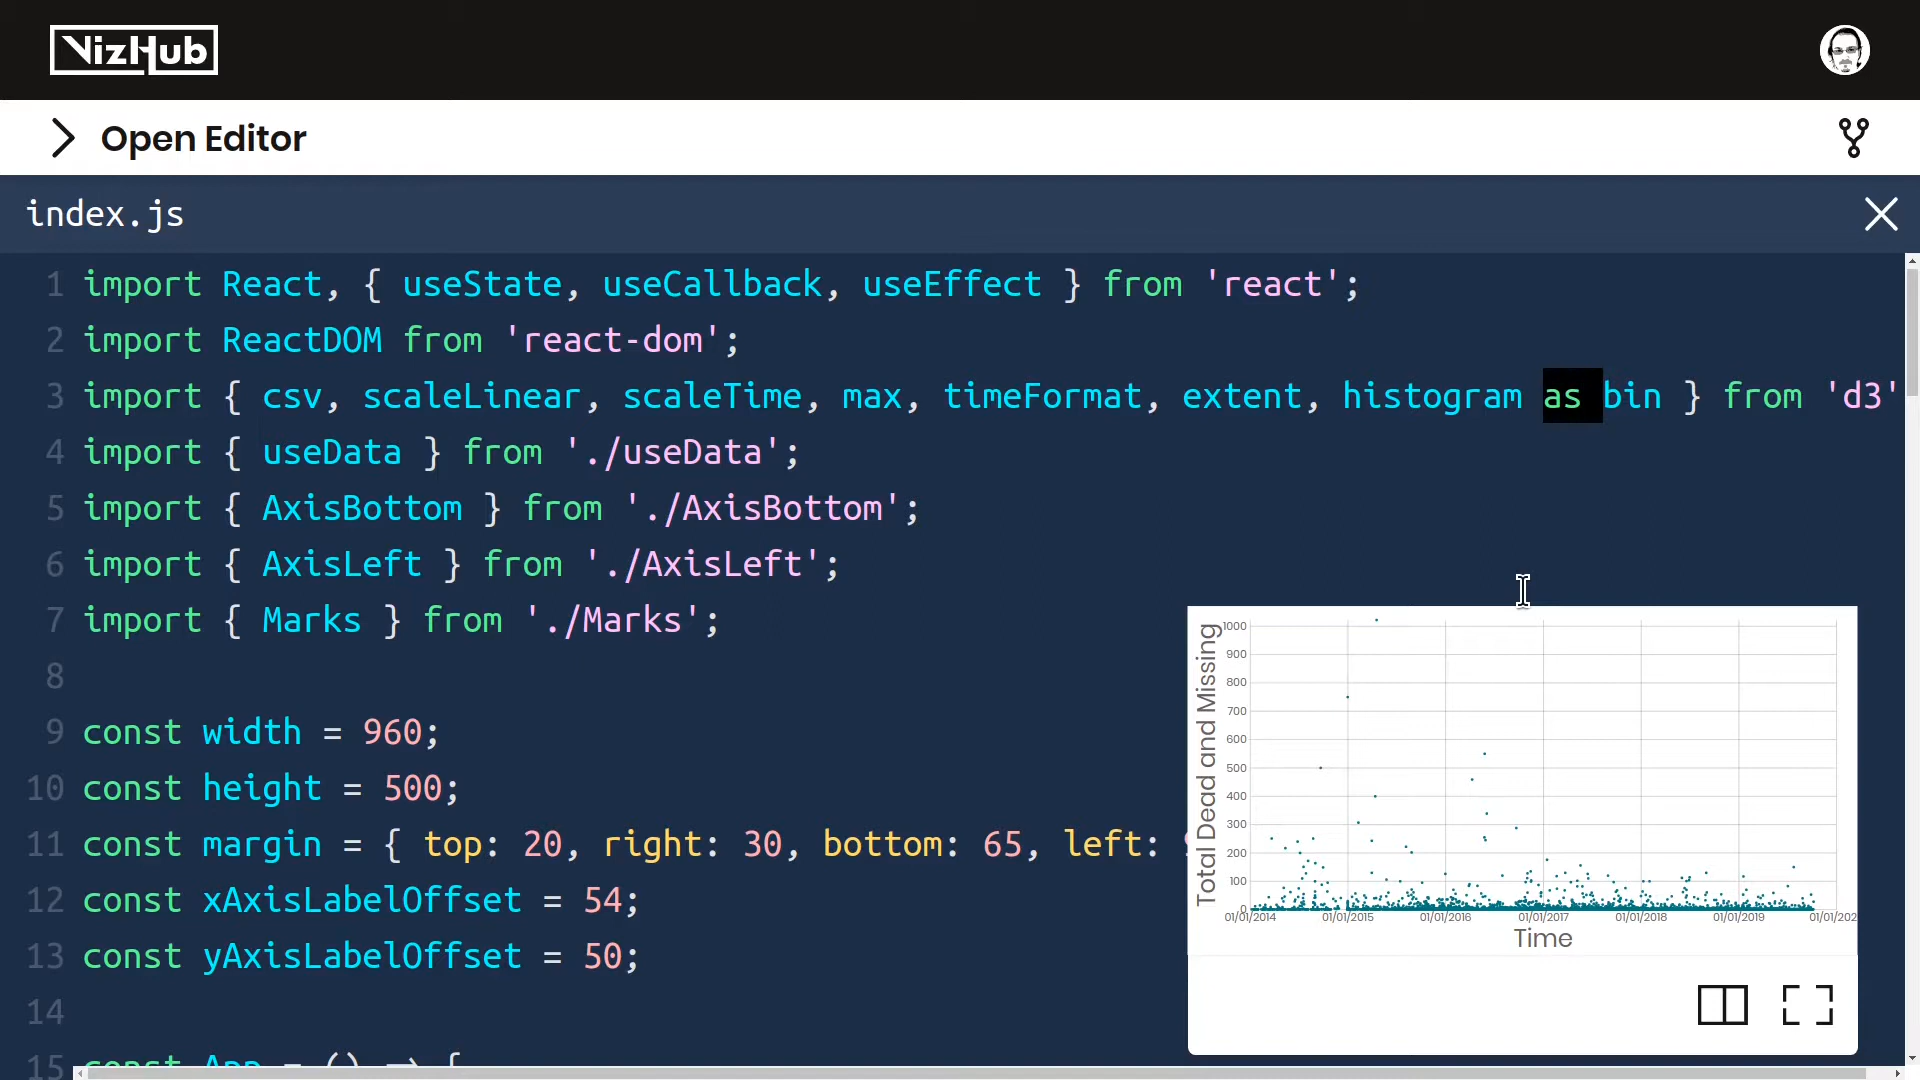 VizHub
Open Editor
index.js
1 import React, { useState, useCallback, useEffect } from 'react';
2 import ReactDOM from 'react-dom';
3 import { csv, scaleLinear, scaleTime, max, timeFormat, extent, histogram as bin } from 'd3'
4 import { useData } from './useData';
5 import { AxisBottom } from './AxisBottom';
6 import { AxisLeft } from './AxisLeft';
7 import { Marks } from './Marks';
8
9 const width = 960;
10 const height = 500;
11 const margin = { top: 20, right: 30, bottom: 65, left:
12 const xAxisLabelOffset = 54;
13 const yAxisLabelOffset = 50;
14
15 const App = () => {
Total Dead and Missing
1000
900
800
700
600
500
400
300
200
100
0
01/01/2014 01/01/2015 01/01/2016 01/01/2017 01/01/2018 01/01/2019 01/01/202
Time